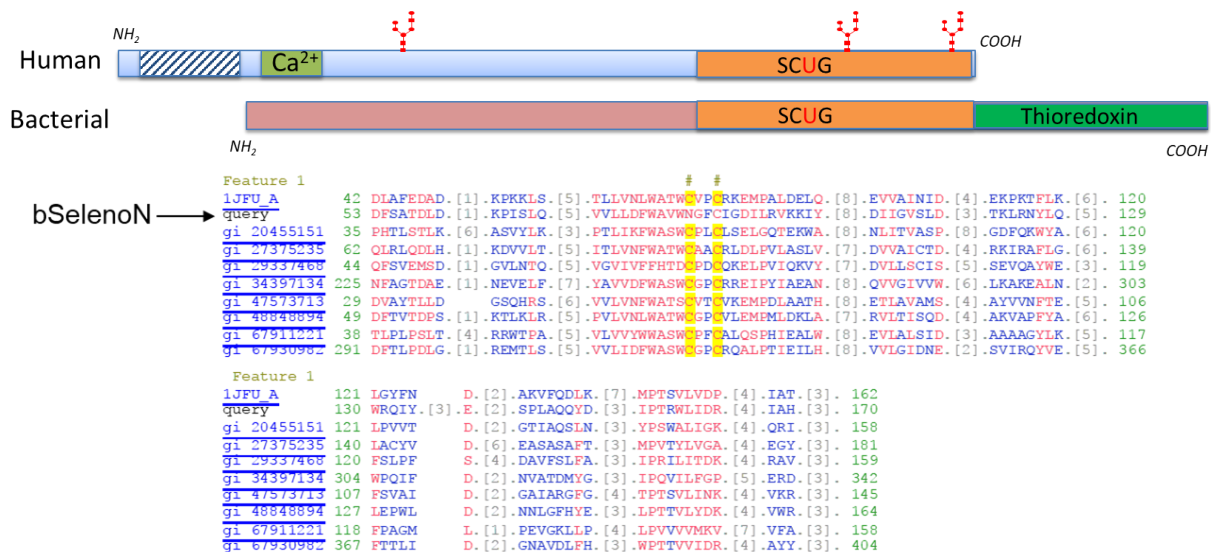 NH2 COOH
Human Ca2+ SCUG
Bacterial SCUG Thioredoxin
NH2 COOH
Feature 1 # #
1JFU_A 42 DLAFEDAD.[1].KPKKLS.[5].TLLVNLWATWCVPCRKEMPALDELQ.[8].EVVAINID.[4].EKPKTFLK.[6]. 120
bSelenoN query 53 DFSATDLD.[1].KPISLQ.[5].VVLLDFWAVWNGFCIGDILRVKKIY.[8].DIIGVSLD.[3].TKLRNYLQ.[5]. 129
gi 20455151 35 PHTLSTLK.[6].ASVYLK.[3].PTLIKFWASWCPLCLSELGQTEKWA.[8].NLITVASP.[8].GDFQKWYA.[6]. 120
gi 27375235 62 QLRLQDLH.[1].KDVVLT.[5].ITLVNLWATWCAACRLDLPVLASLV.[7].DVVAICTD.[4].RKIRAFLG.[6]. 139
gi 29337468 44 QFSVEMSD.[1].GVLNTQ.[5].VGVIVFFHTDCPDCQKELPVIQKVY.[7].DVLLSCIS.[5].SEVQAYWE.[3]. 119
gi 34397134 225 NFAGTDAE.[1].NEVELF.[7].YAVVDFWASWCGPCRREIPYIAEAN.[8].QVVGIVVW.[6].LKAKEALN.[2]. 303
gi 47573713 29 DVAYTLLD GSQHRS.[6].VVLVNFWATSCVTCVKEMPDLAATH.[8].ETLAVAMS.[4].AYVVNFTE.[5]. 106
gi 48848894 49 DFTVTDPS.[1].KTLKLR.[5].PVLVNLWATWCGPCVLEMPMLDKLA.[7].RVLTISQD.[4].AKVAPFYA.[6]. 126
gi 67911221 38 TLPLPSLT.[4].RRWTPA.[5].VLVVYWWASWCPFCALQSPHIEALW.[8].EVLALSID.[3].AAAAGYLK.[5]. 117
gi 67930982 291 DFTLPDLG.[1].REMTLS.[5].VVLIDFWASWCGPCRQALPTIEILH.[8].VVLGIDNE.[2].SVIRQYVE.[5]. 366
Feature 1
1JFU_A 121 LGYFN D.[2].AKVFQDLK.[7].MPTSVLVDP.[4].IAT.[3]. 162
query 130 WRQIY.[3].E.[2].SPLAQQYD.[3].IPTRWLIDR.[4].IAH.[3]. 170
gi 20455151 121 LPVVT D.[2].GTIAQSLN.[3].YPSWALIGK.[4].QRI.[3]. 158
gi 27375235 140 LACYV D.[6].EASASAFT.[3].MPVTYLVGA.[4].EGY.[3]. 181
gi 29337468 120 FSLPF S.[4].DAVFSLFA.[3].IPRILITDK.[4].RAV.[3]. 159
gi 34397134 304 WPQIF D.[2].NVATDMYG.[3].IPQVILFGP.[5].ERD.[3]. 342
gi 47573713 107 FSVAI D.[2].GAIARGFG.[4].TPTSVLINK.[4].VKR.[3]. 145
gi 48848894 127 LEPWL D.[2].NNLGFHYE.[3].LPTTVLYDK.[4].VWR.[3]. 164
gi 67911221 118 FPAGM L.[1].PEVGKLLP.[4].LPVVVVMKV.[7].VFA.[3]. 158
gi 67930982 367 FTTLI D.[2].GNAVDLFH.[3].WPTTVVIDR.[4].AYY.[3]. 404